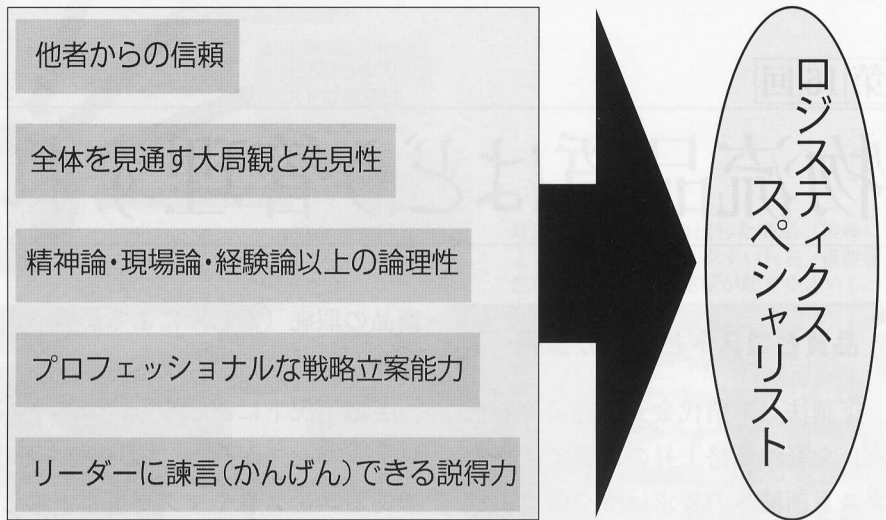 他者からの信頼
全体を見通す大局観と先見性
精神論・現場論・経験論以上の論理性
プロフェッショナルな戦略立案能力
リーダーに諫言(かんげん)できる説得力
ロジスティクス
スペシャリスト